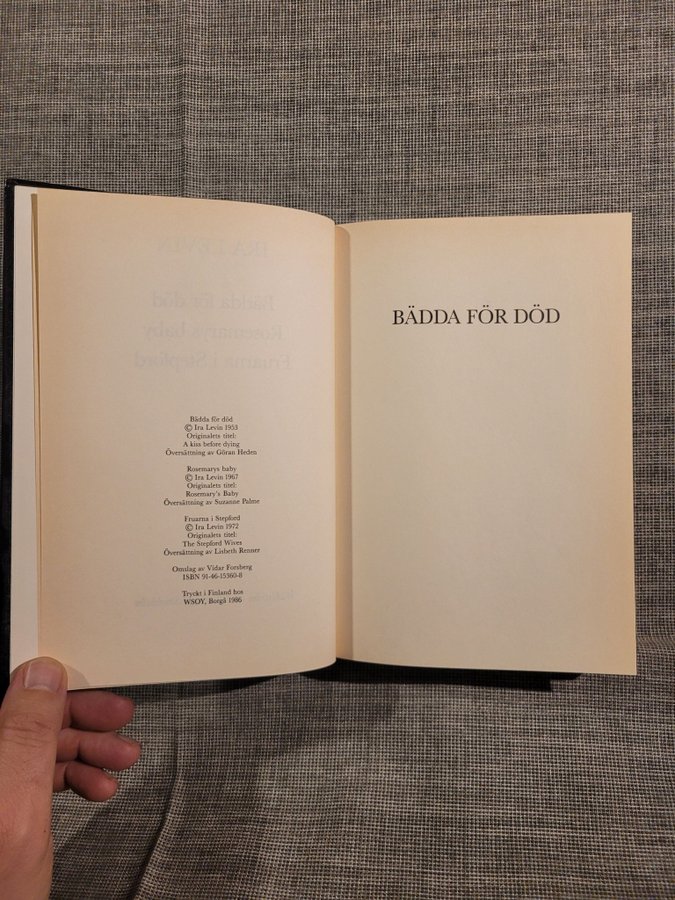 Bädda för död
© Ira Levin 1953
Originalets titel:
A kiss before dying
Översättning av Göran Heden
Rosemarys baby
© Ira Levin 1967
Originalets titel:
Rosemary's Baby
Översättning av Suzanne Palme
Fruarna i Stepford
© Ira Levin 1972
Originalets titel:
The Stepford Wives
Översättning av Lisbeth Renner
Omslag av Vidar Forsberg
ISBN 91-46-15360-8
Tryckt i Finland hos
WSOY, Borgå 1986
BÄDDA FÖR DÖD